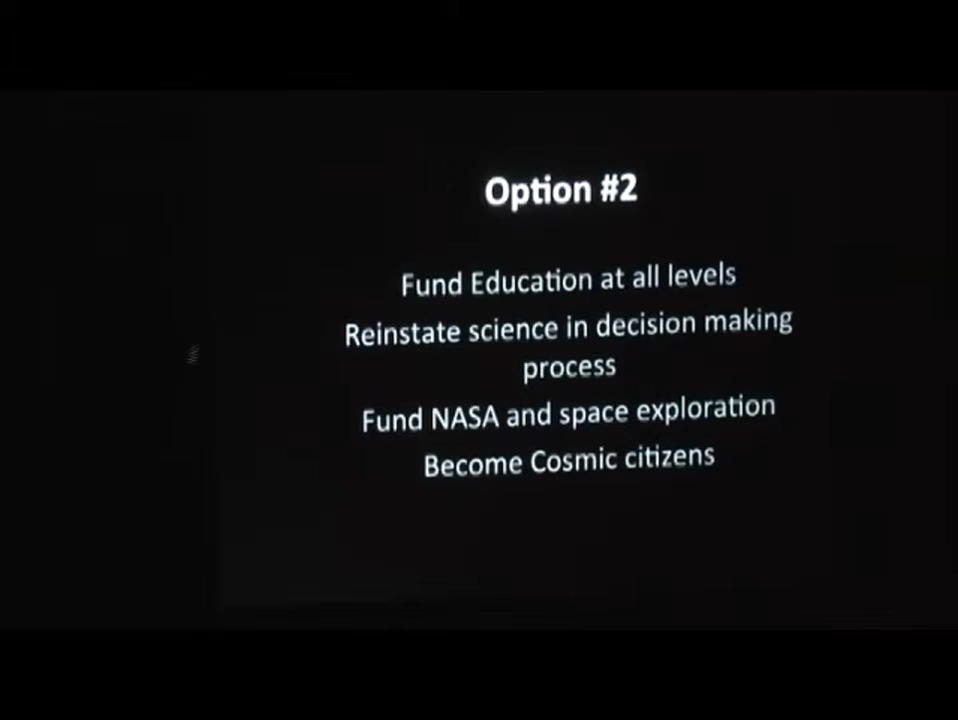 Option #2
Fund Education at all levels
Reinstate science in decision making
process
Fund NASA and space exploration
Become Cosmic citizens